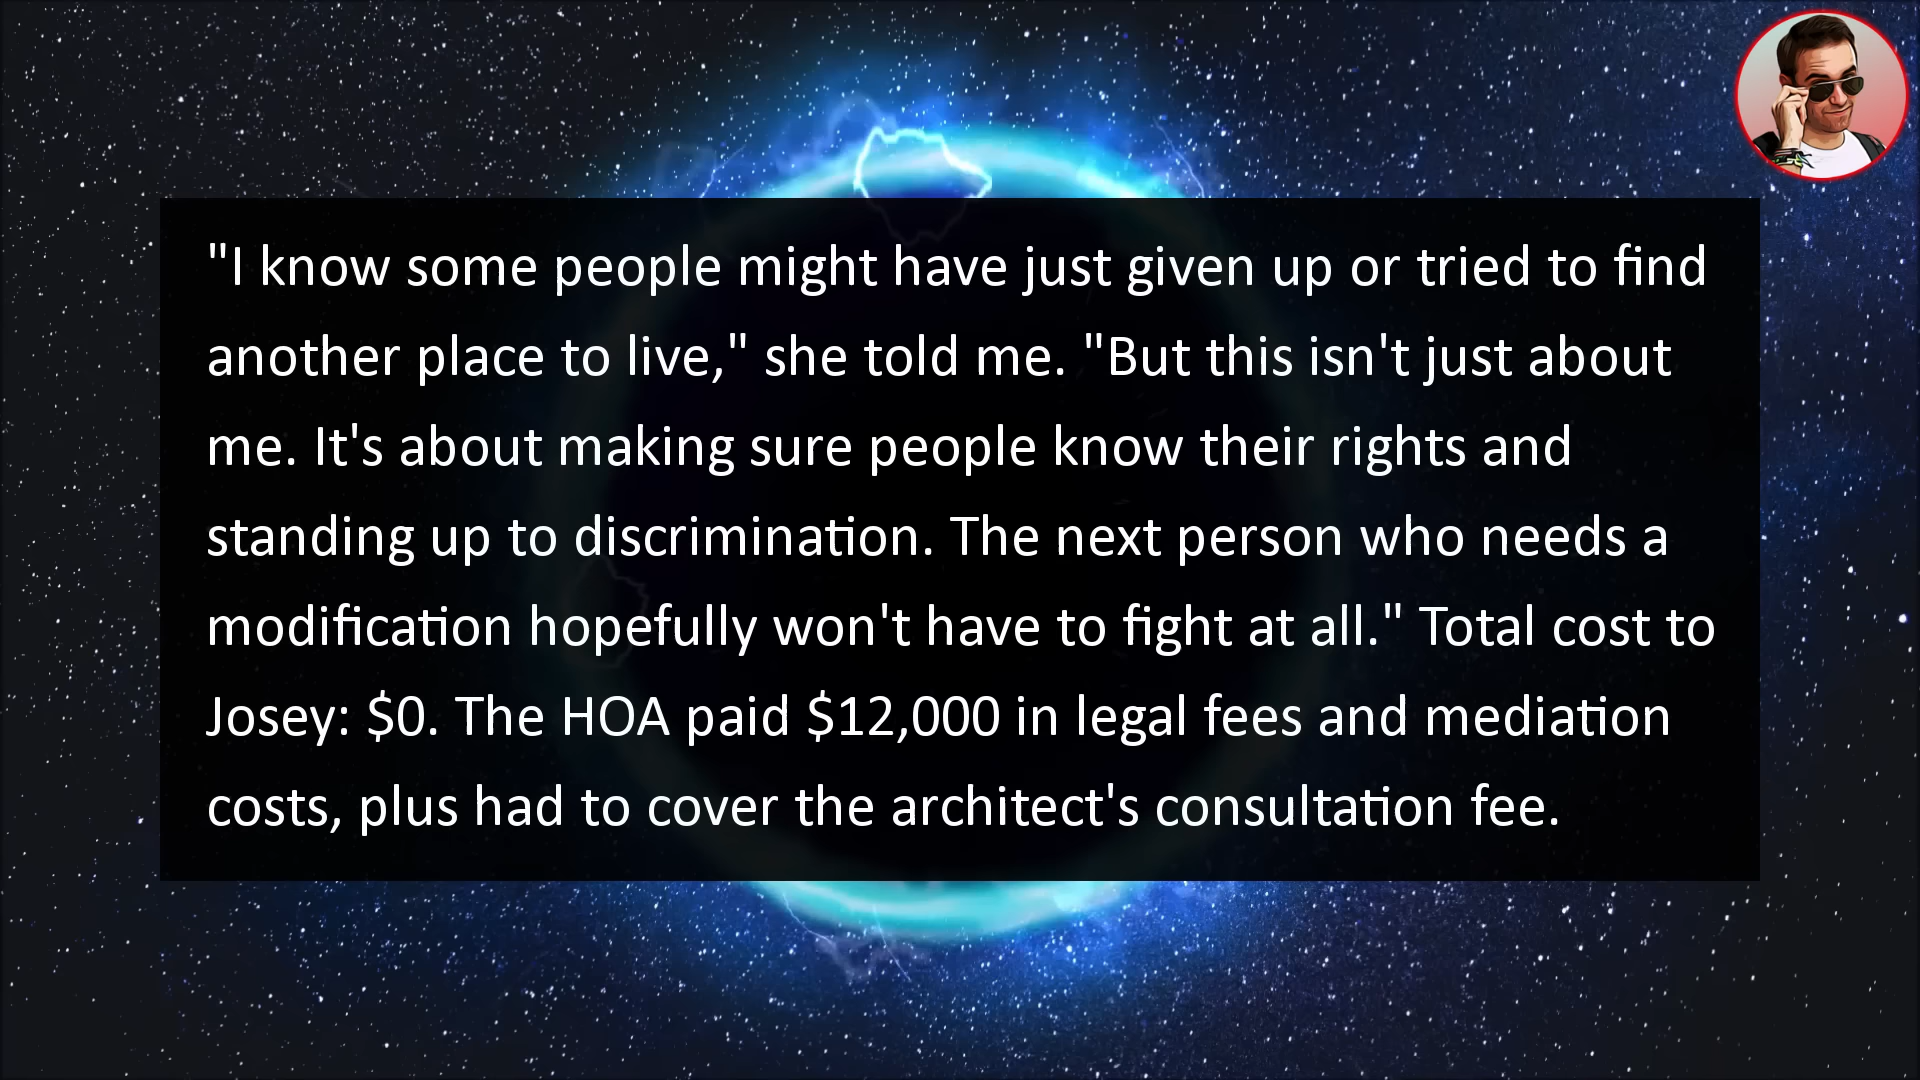 "I know some people might have just given up or tried to find
another place to live," she told me. "But this isn't just about
me. It's about making sure people know their rights and
standing up to discrimination. The next person who needs a
modification hopefully won't have to fight at all." Total cost to
Josey: $0. The HOA paid $12,000 in legal fees and mediation
costs, plus had to cover the architect's consultation fee.